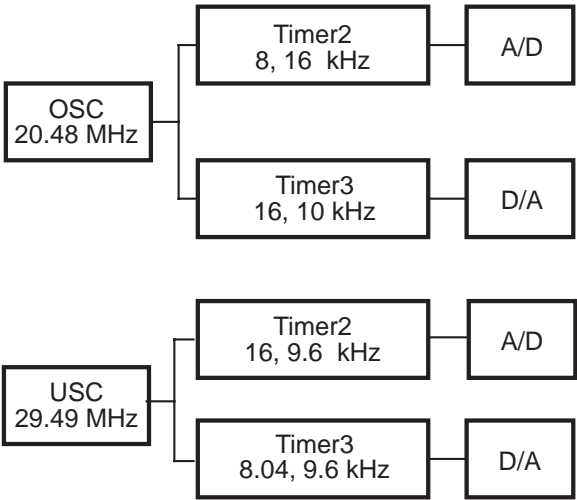 Timer2
8, 16 kHz
A/D
OSC
20.48 MHz
Timer3
16, 10 kHz
D/A
Timer2
16, 9.6 kHz
A/D
USC
29.49 MHz
Timer3
8.04, 9.6 kHz
D/A